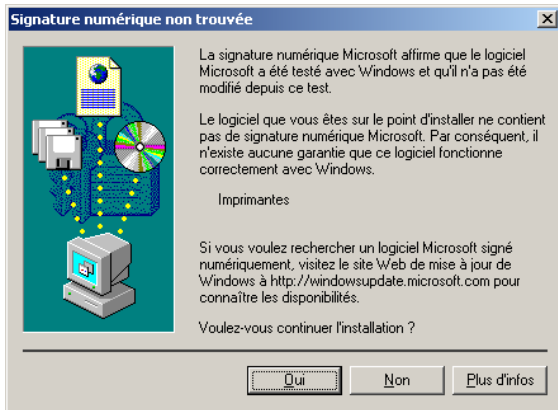 Signature numérique non trouvée
La signature numérique Microsoft affirme que le logiciel
Microsoft a été testé avec Windows et qu'il n'a pas été
modifié depuis ce test.
Le logiciel que vous êtes sur le point d'installer ne contient
pas de signature numérique Microsoft. Par conséquent, il
n'existe aucune garantie que ce logiciel fonctionne
correctement avec Windows.
Imprimantes
Si vous voulez rechercher un logiciel Microsoft signé
numériquement, visitez le site Web de mise à jour de
Windows à http://windowsupdate.microsoft.com pour
connaître les disponibilités.
Voulez-vous continuer l'installation ?
Oui Non Plus d'infos